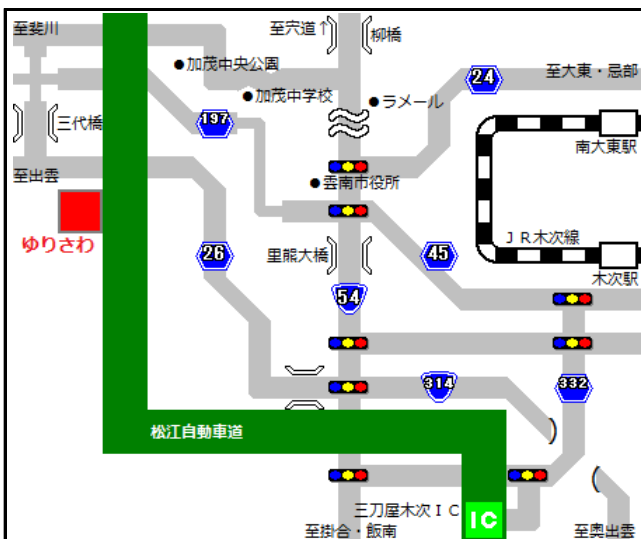 至斐川
至宍道↑
柳橋
●加茂中央公園
24
至大東・忌部
●加茂中学校
●ラメール
197
三代橋
南大東駅
至出雲
●雲南市役所
ゆりさわ
26
里熊大橋
45
JR木次線
木次駅
54
314
332
松江自動車道
三刀屋木次IC
IC
至掛合・飯南
至奥出雲